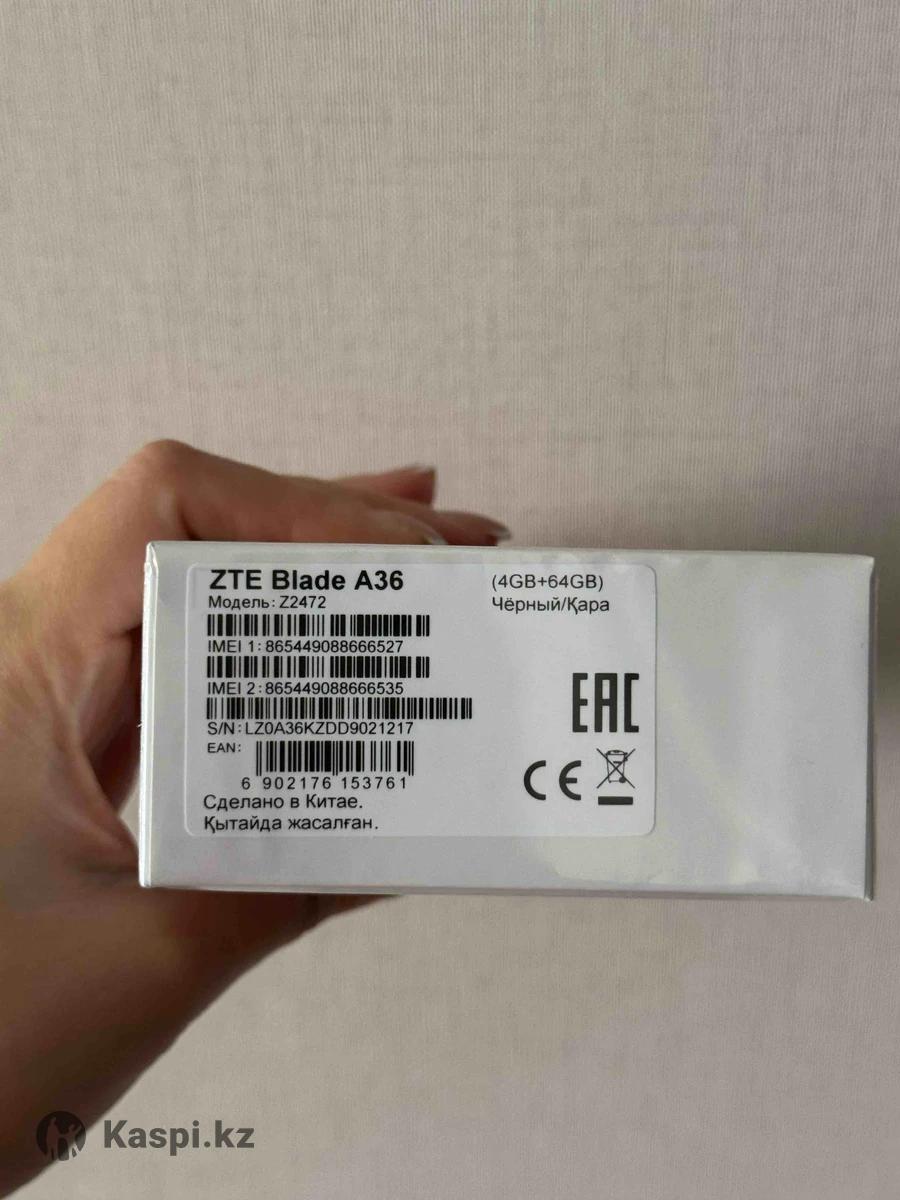 ZTE Blade A36
(4GB+64GB)
Модель: Z2472
Чёрный/Қара
IMEI 1: 865449088666527
IMEI 2: 865449088666535
S/N: LZ0A36KZDD9021217
EAN:
6 902176 153761
Сделано в Китае.
Қытайда жасалған.
EAC
CE
Kaspi.kz